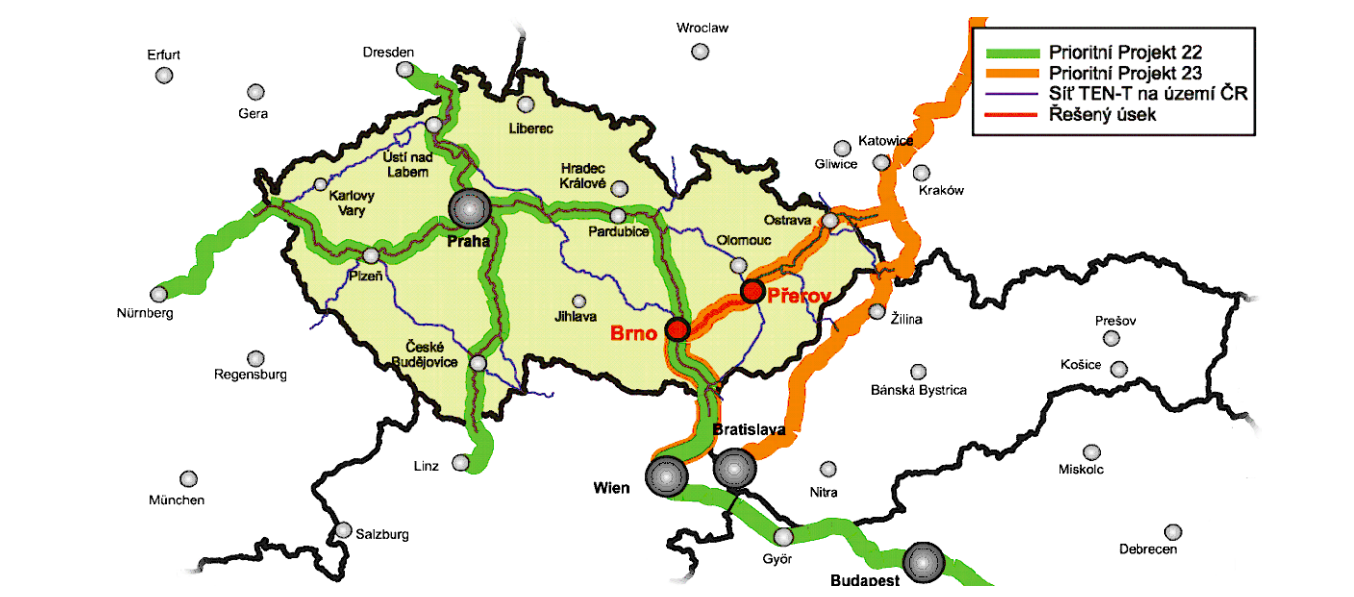 Wroclaw
Erfurt
Dresden
Prioritní Projekt 22
Prioritní Projekt 23
Síť TEN-T na území ČR
Řešený úsek
Gera
Liberec
Katowice
Gliwice
Kraków
Ústí nad
Labem
Hradec
Králové
Karlovy
Vary
Praha
Pardubice
Ostrava
Olomouc
Plzeň
Nürnberg
Jihlava
Brno
Přerov
Žilina
Prešov
Košice
Regensburg
České
Budějovice
Bánská Bystrica
Bratislava
Linz
Wien
Nitra
Miskolc
München
Salzburg
Györ
Debrecen
Budapest